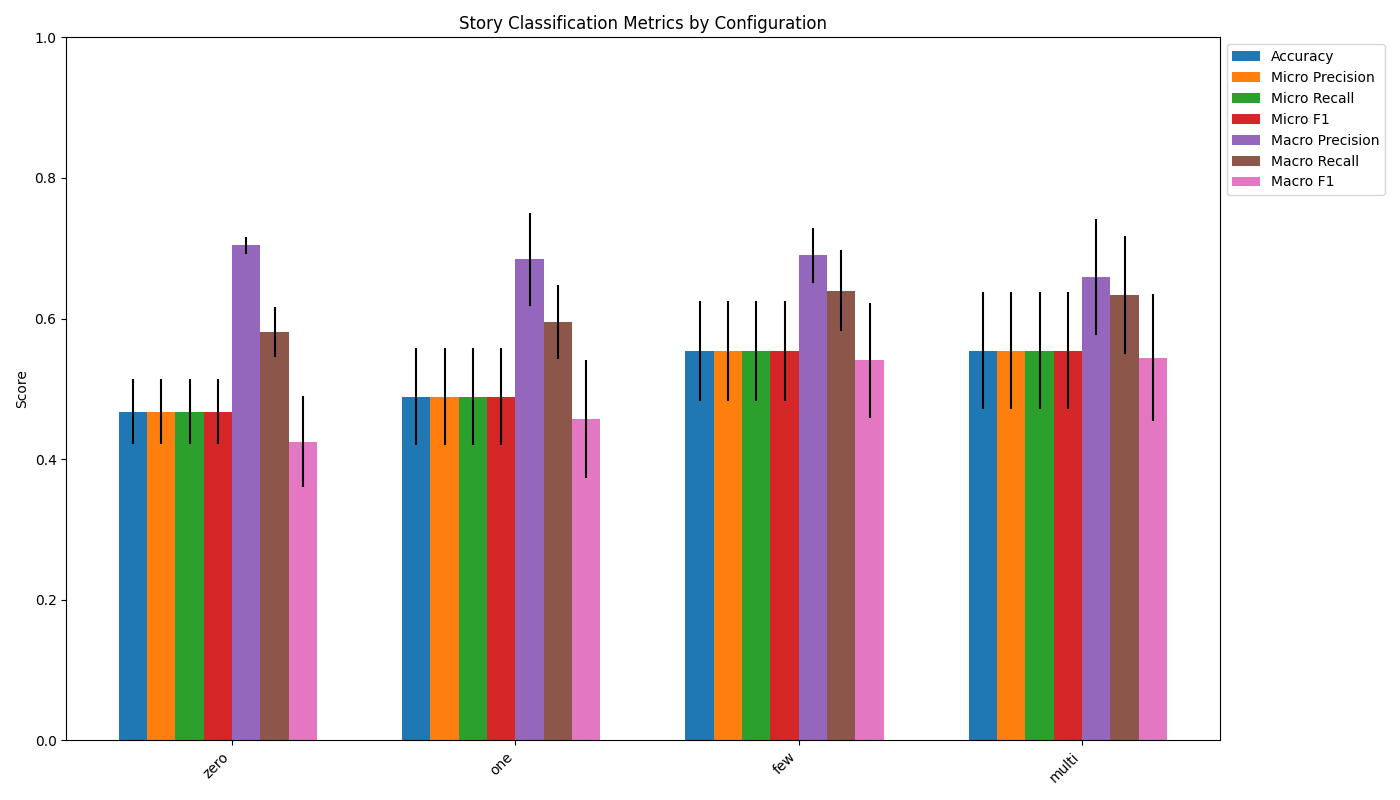 Story Classification Metrics by Configuration
Score
1.0
0.8
0.6
0.4
0.2
0.0
zero
one
few
multi
Accuracy
Micro Precision
Micro Recall
Micro F1
Macro Precision
Macro Recall
Macro F1